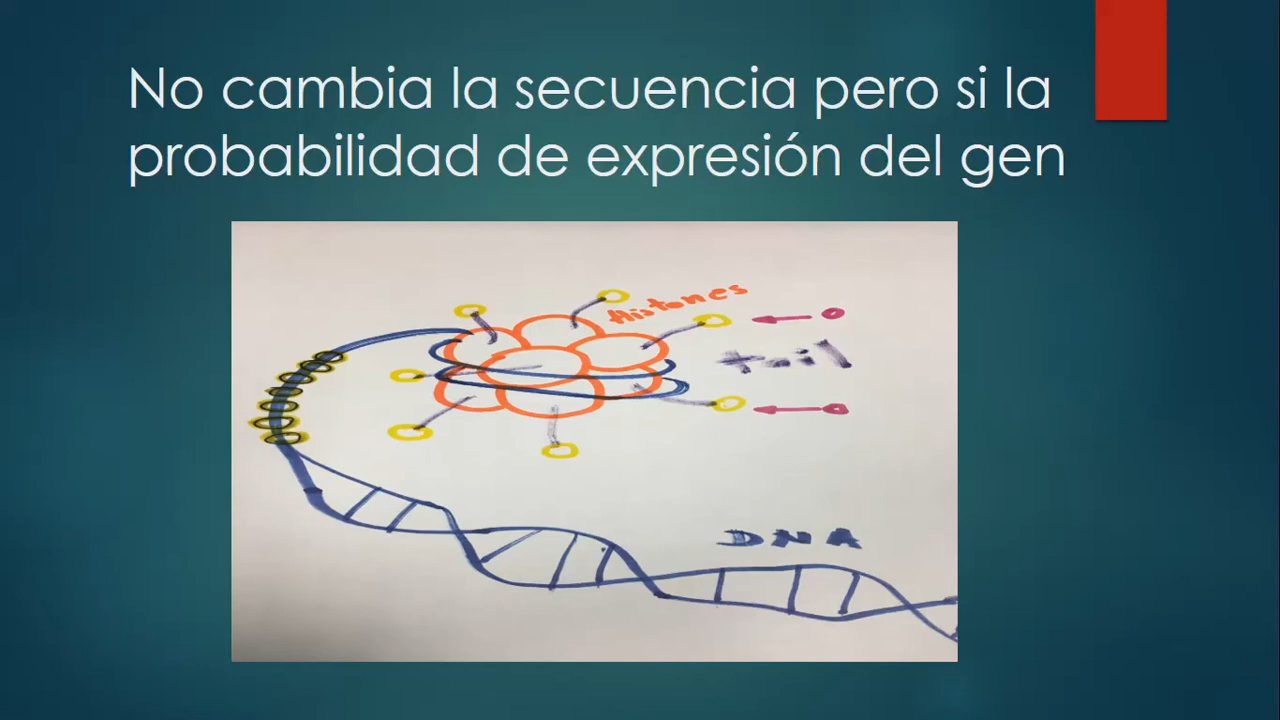 No cambia la secuencia pero si la
probabilidad de expresión del gen
Histones
tail
DNA